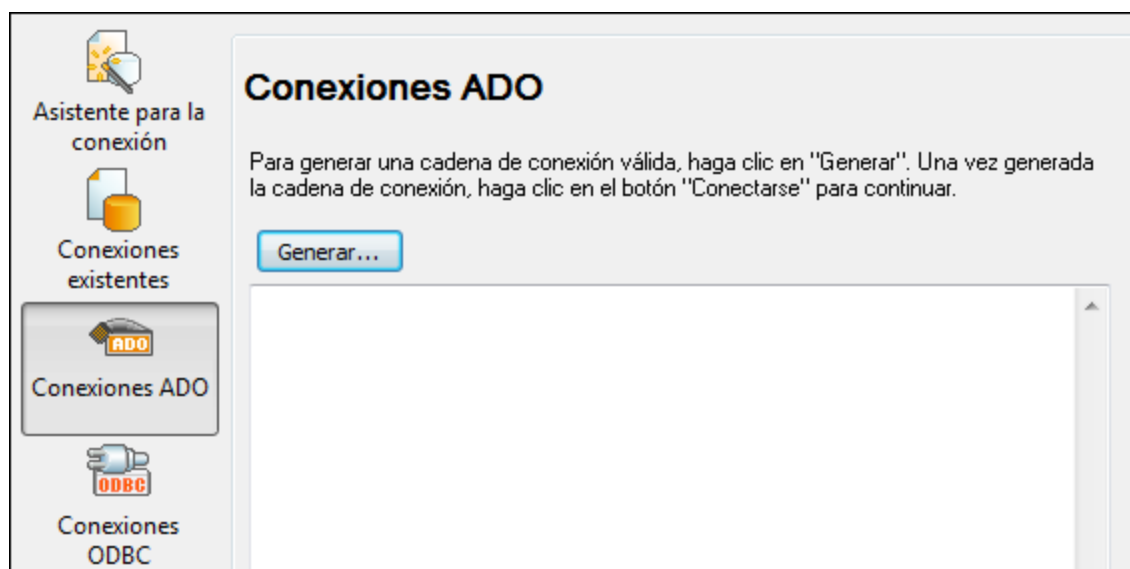 Asistente para la
conexión
Conexiones
existentes
ADO
Conexiones ADO
ODBC
Conexiones
ODBC
Conexiones ADO
Para generar una cadena de conexión válida, haga clic en "Generar". Una vez generada
la cadena de conexión, haga clic en el botón "Conectarse" para continuar.
Generar...